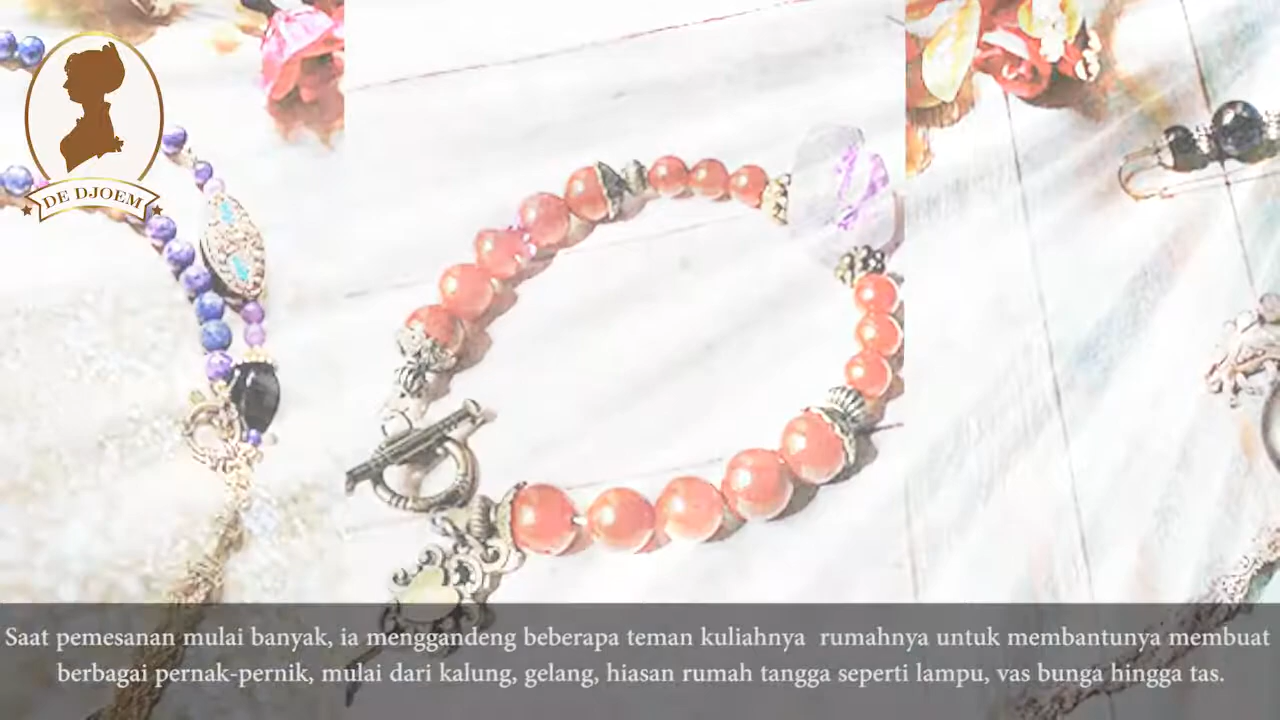 DE DJOEM
Saat pemesanan mulai banyak, ia menggandeng beberapa teman kuliahnya  rumahnya untuk membantunya membuat
berbagai pernak-pernik, mulai dari kalung, gelang, hiasan rumah tangga seperti lampu, vas bunga hingga tas.